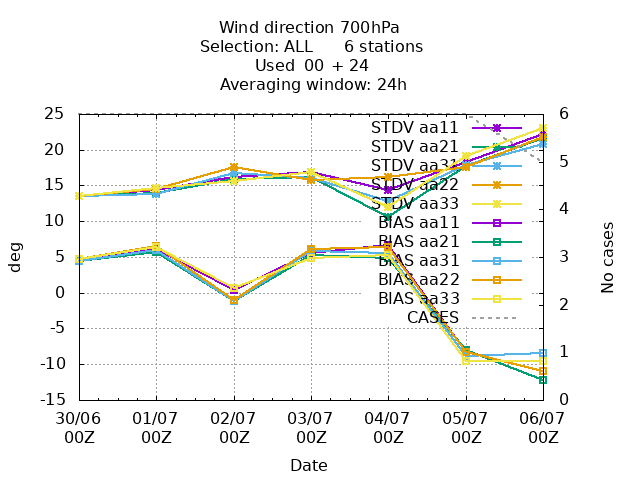 Wind direction 700hPa
Selection: ALL 6 stations
Used 00 + 24
Averaging window: 24h
25
20
15
10
5
0
-5
-10
-15
deg
6
5
4
3
2
1
0
No cases
STDV aa11
STDV aa21
STDV aa31
STDV aa22
STDV aa33
BIAS aa11
BIAS aa21
BIAS aa31
BIAS aa22
BIAS aa33
CASES
30/06 01/07 02/07 03/07 04/07 05/07 06/07
00Z 00Z 00Z 00Z 00Z 00Z 00Z
Date